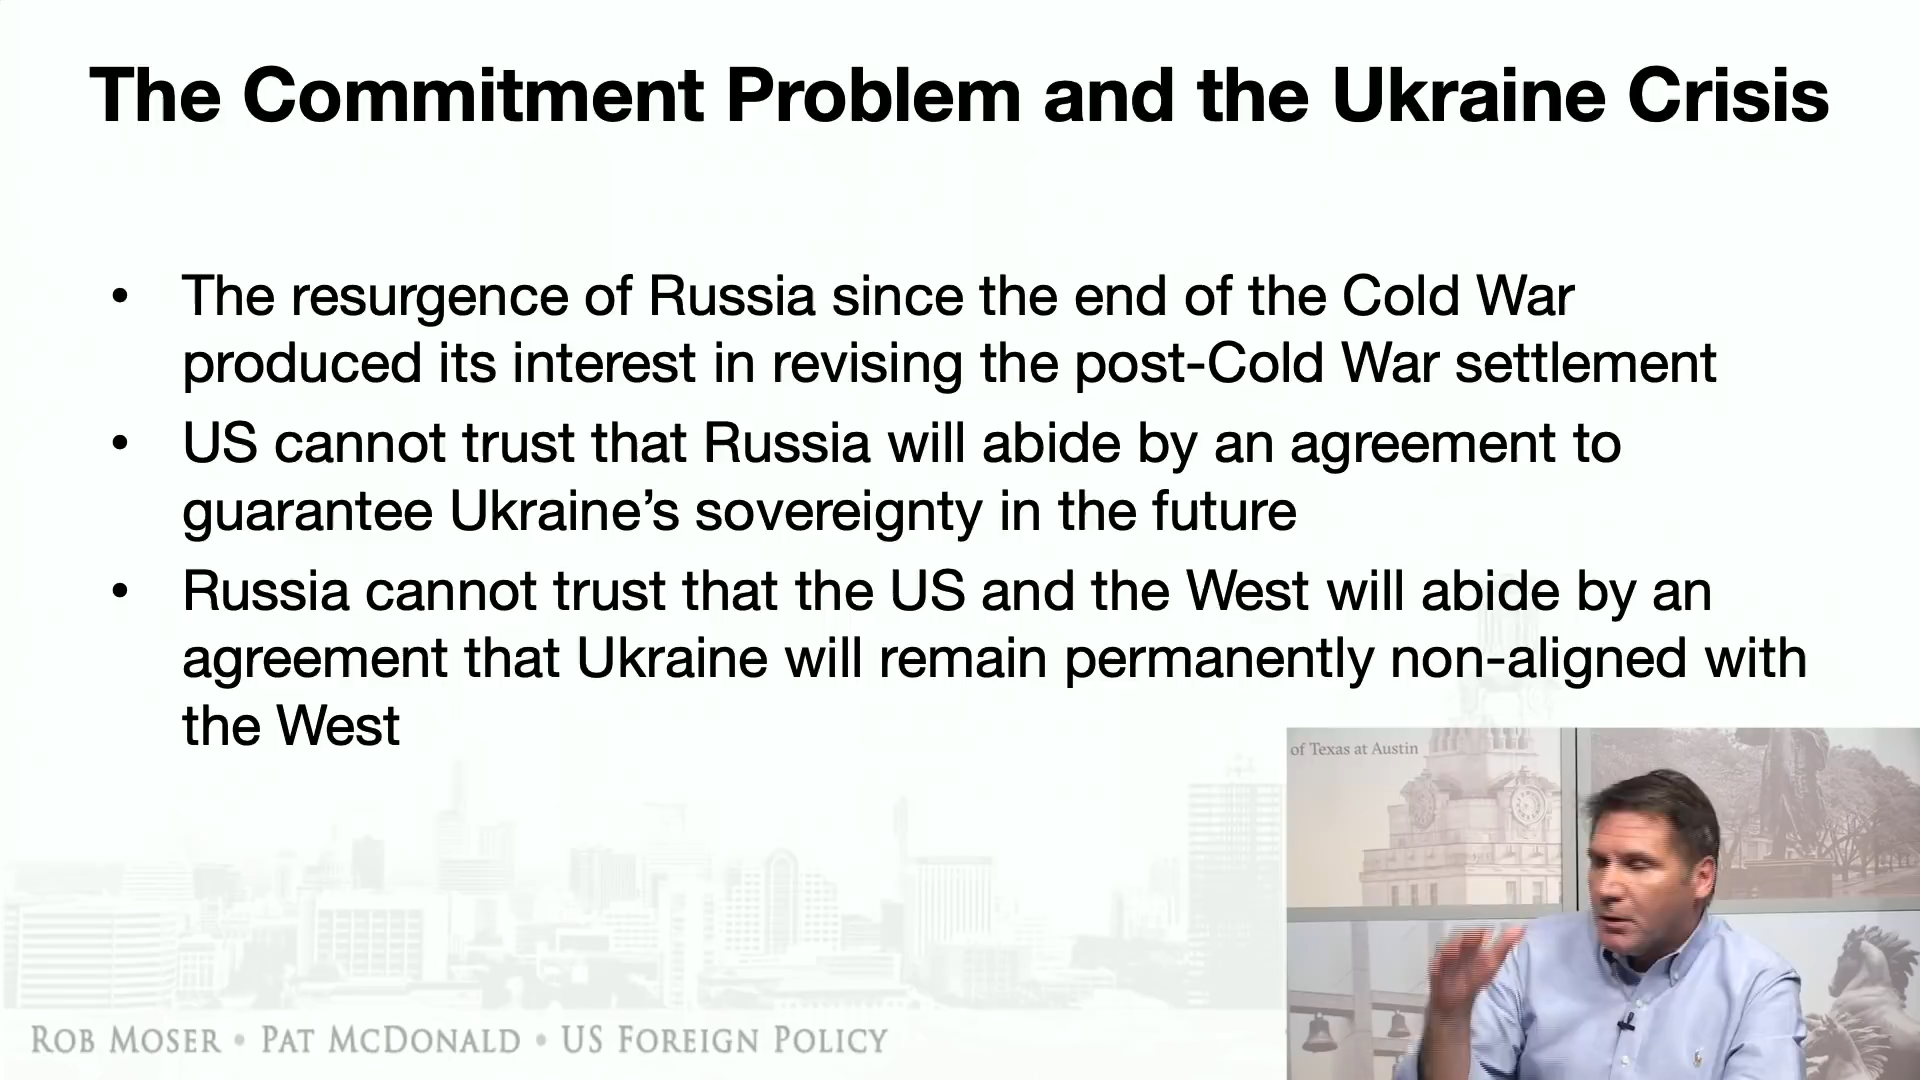 The Commitment Problem and the Ukraine Crisis
• The resurgence of Russia since the end of the Cold War
produced its interest in revising the post-Cold War settlement
• US cannot trust that Russia will abide by an agreement to
guarantee Ukraine’s sovereignty in the future
• Russia cannot trust that the US and the West will abide by an
agreement that Ukraine will remain permanently non-aligned with
the West
of Texas at Austin
ROB MOSER • PAT MCDONALD • US FOREIGN POLICY